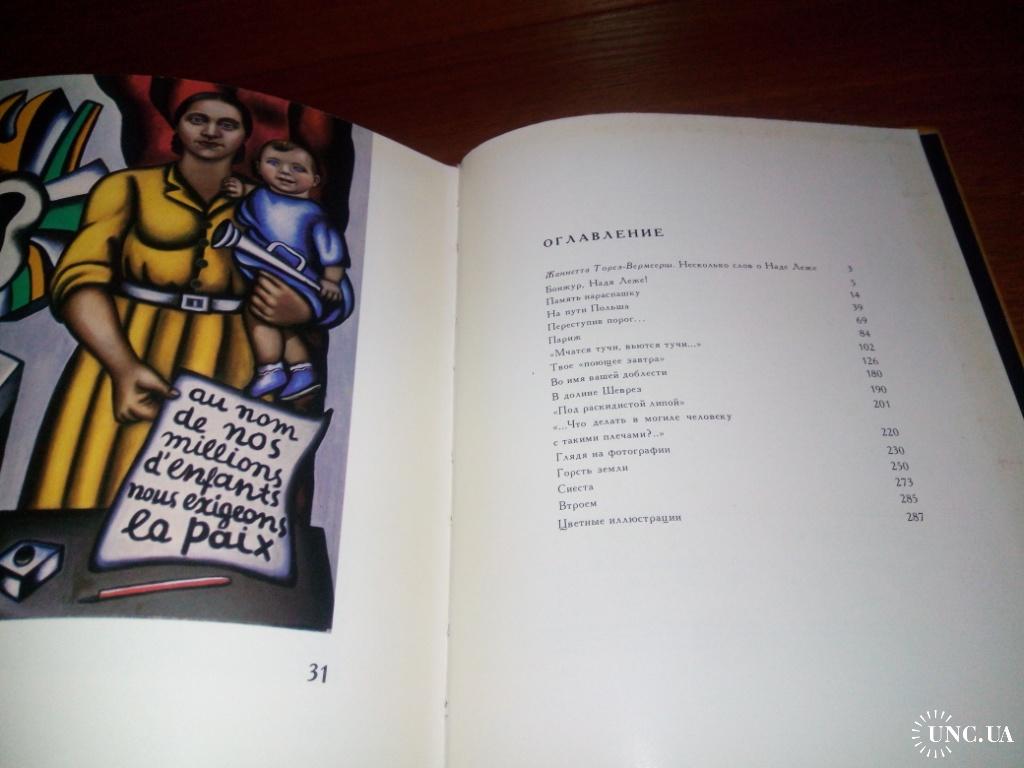 au nom
de nos
millions
d'enfants
nous exigeons
la paix
31
ОГЛАВЛЕНИЕ
Жаннетта Торез-Вермеерш. Несколько слов о Наде Леже 3
Бонжур, Надя Леже! 5
Память нараспашку 14
На пути Польша 39
Переступив порог... 69
Париж 84
«Мчатся тучи, вьются тучи...» 102
Твое «поющее завтра» 126
Во имя вашей доблести 180
В долине Шеврез 190
«Под раскидистой липой» 201
«...Что делать в могиле человеку
с такими плечами?..» 220
Глядя на фотографии 230
Горсть земли 250
Сиеста 273
Втроем 285
Цветные иллюстрации 287
UNC.UA